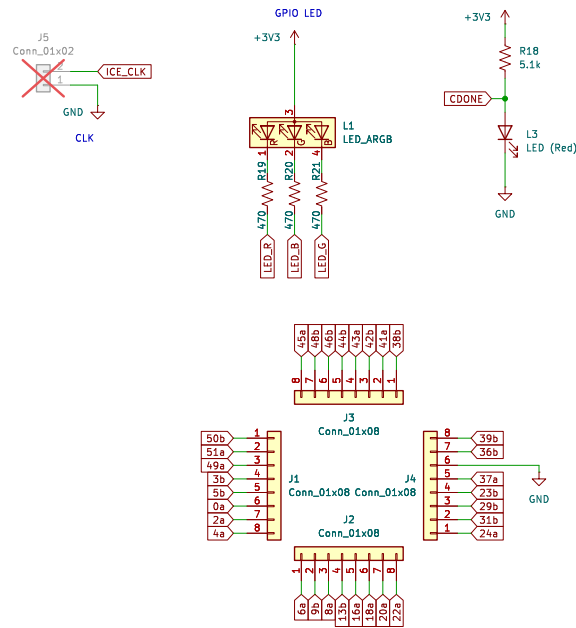 GPIO LED
J5
Conn_01x02
2
1
ICE_CLK
GND
CLK
+3V3
3
L1
LED_ARGB
R
G
B
1
2
4
R19
R20
R21
470
470
470
LED_R
LED_B
LED_G
+3V3
R18
5.1k
CDONE
L3
LED (Red)
GND
45a
48b
46b
44b
43a
42b
41a
38b
8
7
6
5
4
3
2
1
J3
Conn_01x08
50b 1
51a 2
49a 3
3b 4
5b 5
0a 6
2a 7
4a 8
J1
Conn_01x08
J4
Conn_01x08
8 39b
7 36b
6
5 37a
4 23b
3 29b
2 31b
1 24a
GND
J2
Conn_01x08
1
2
3
4
5
6
7
8
6a
9b
8a
13b
16a
18a
20a
22a